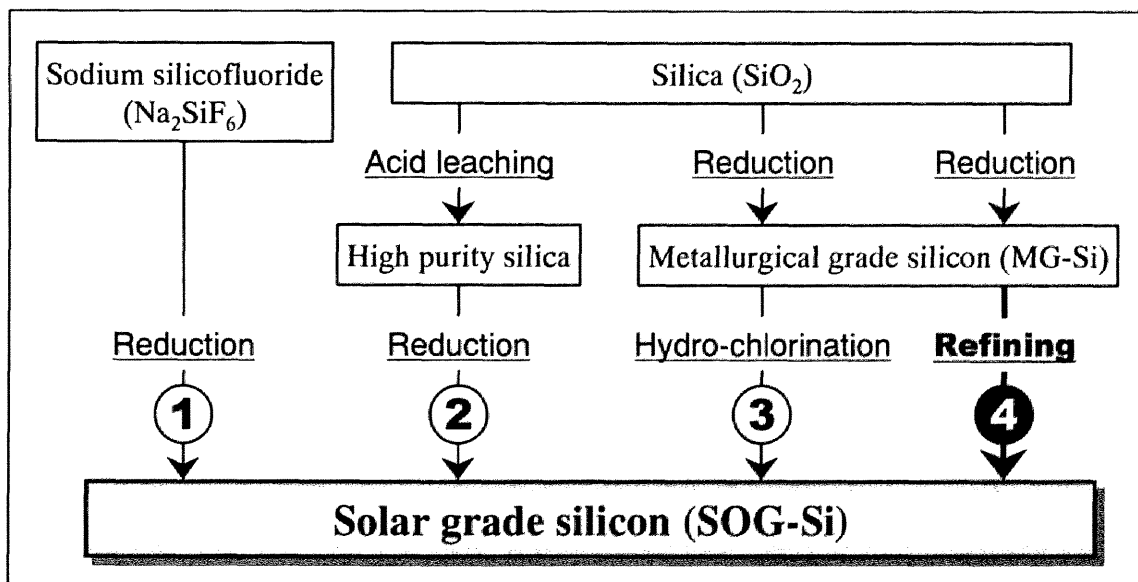 Sodium silicofluoride
(Na₂SiF₆)
Silica (SiO₂)
Acid leaching
Reduction
Reduction
High purity silica
Metallurgical grade silicon (MG-Si)
Reduction
Reduction
Hydro-chlorination
Refining
1
2
3
4
Solar grade silicon (SOG-Si)